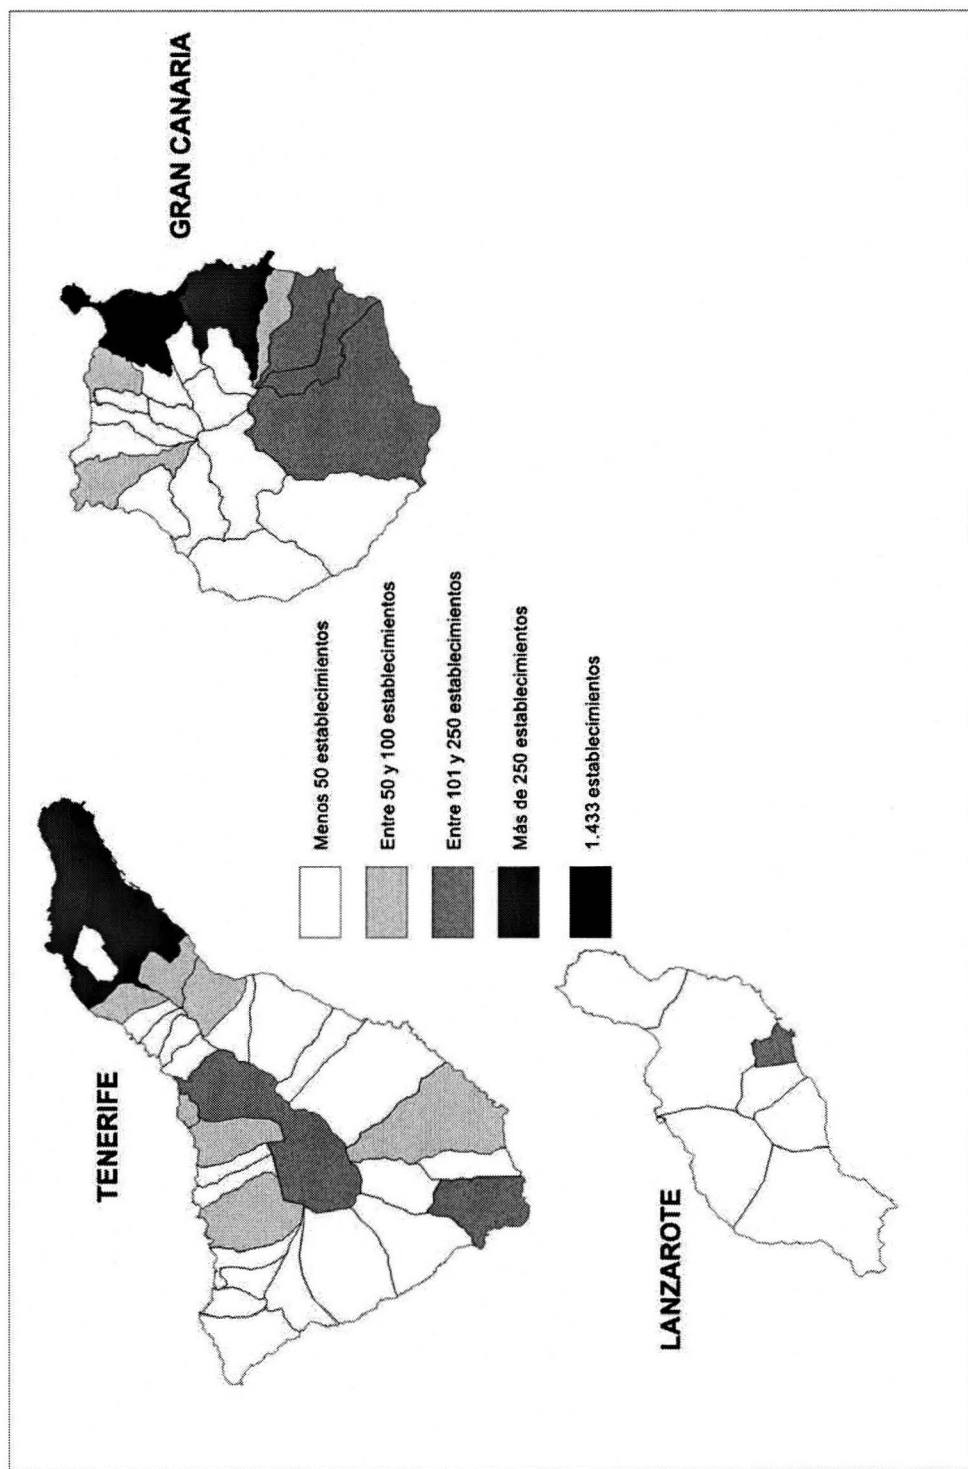 TENERIFE
GRAN CANARIA
Menos 50 establecimientos
Entre 50 y 100 establecimientos
Entre 101 y 250 establecimientos
Más de 250 establecimientos
1.433 establecimientos
LANZAROTE